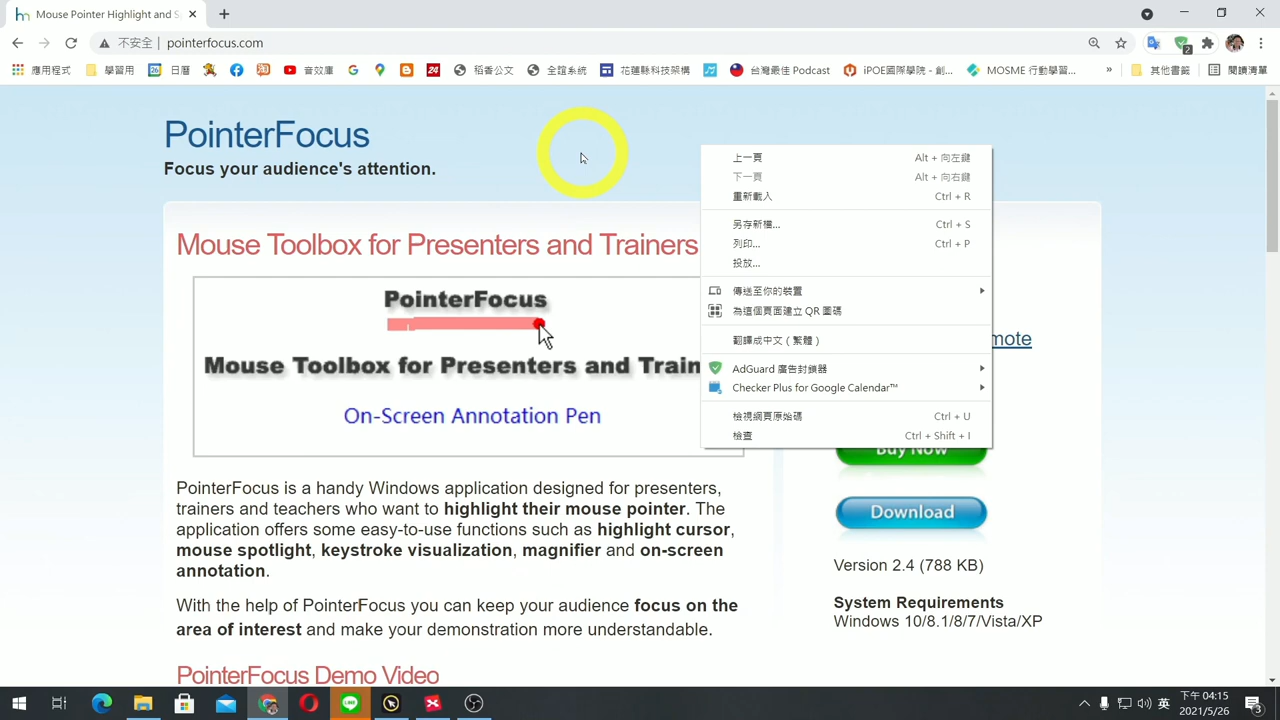 Mouse Pointer Highlight and S
不安全 | pointerfocus.com
2
應用程式 學習用 26 日曆 音效庫 24 稻香公文 全誼系統 花蓮縣科技架構 台灣最佳 Podcast iPOE國際學院 - 創... MOSME 行動學習... » 其他書籤 閱讀清單
PointerFocus
Focus your audience's attention.
Mouse Toolbox for Presenters and Trainers
PointerFocus
Mouse Toolbox for Presenters and Train
On-Screen Annotation Pen
PointerFocus is a handy Windows application designed for presenters,
trainers and teachers who want to highlight their mouse pointer. The
application offers some easy-to-use functions such as highlight cursor,
mouse spotlight, keystroke visualization, magnifier and on-screen
annotation.
With the help of PointerFocus you can keep your audience focus on the
area of interest and make your demonstration more understandable.
PointerFocus Demo Video
上一頁 Alt + 向左鍵
下一頁 Alt + 向右鍵
重新載入 Ctrl + R
另存新檔... Ctrl + S
列印... Ctrl + P
投放...
傳送至你的裝置
為這個頁面建立 QR 圖碼
翻譯成中文 ( 繁體 )
AdGuard 廣告封鎖器
Checker Plus for Google Calendar™
檢視網頁原始碼 Ctrl + U
檢查 Ctrl + Shift + I
mote
Buy Now
Download
Version 2.4 (788 KB)
System Requirements
Windows 10/8.1/8/7/Vista/XP
LINE
英
下午 04:15
2021/5/26
3